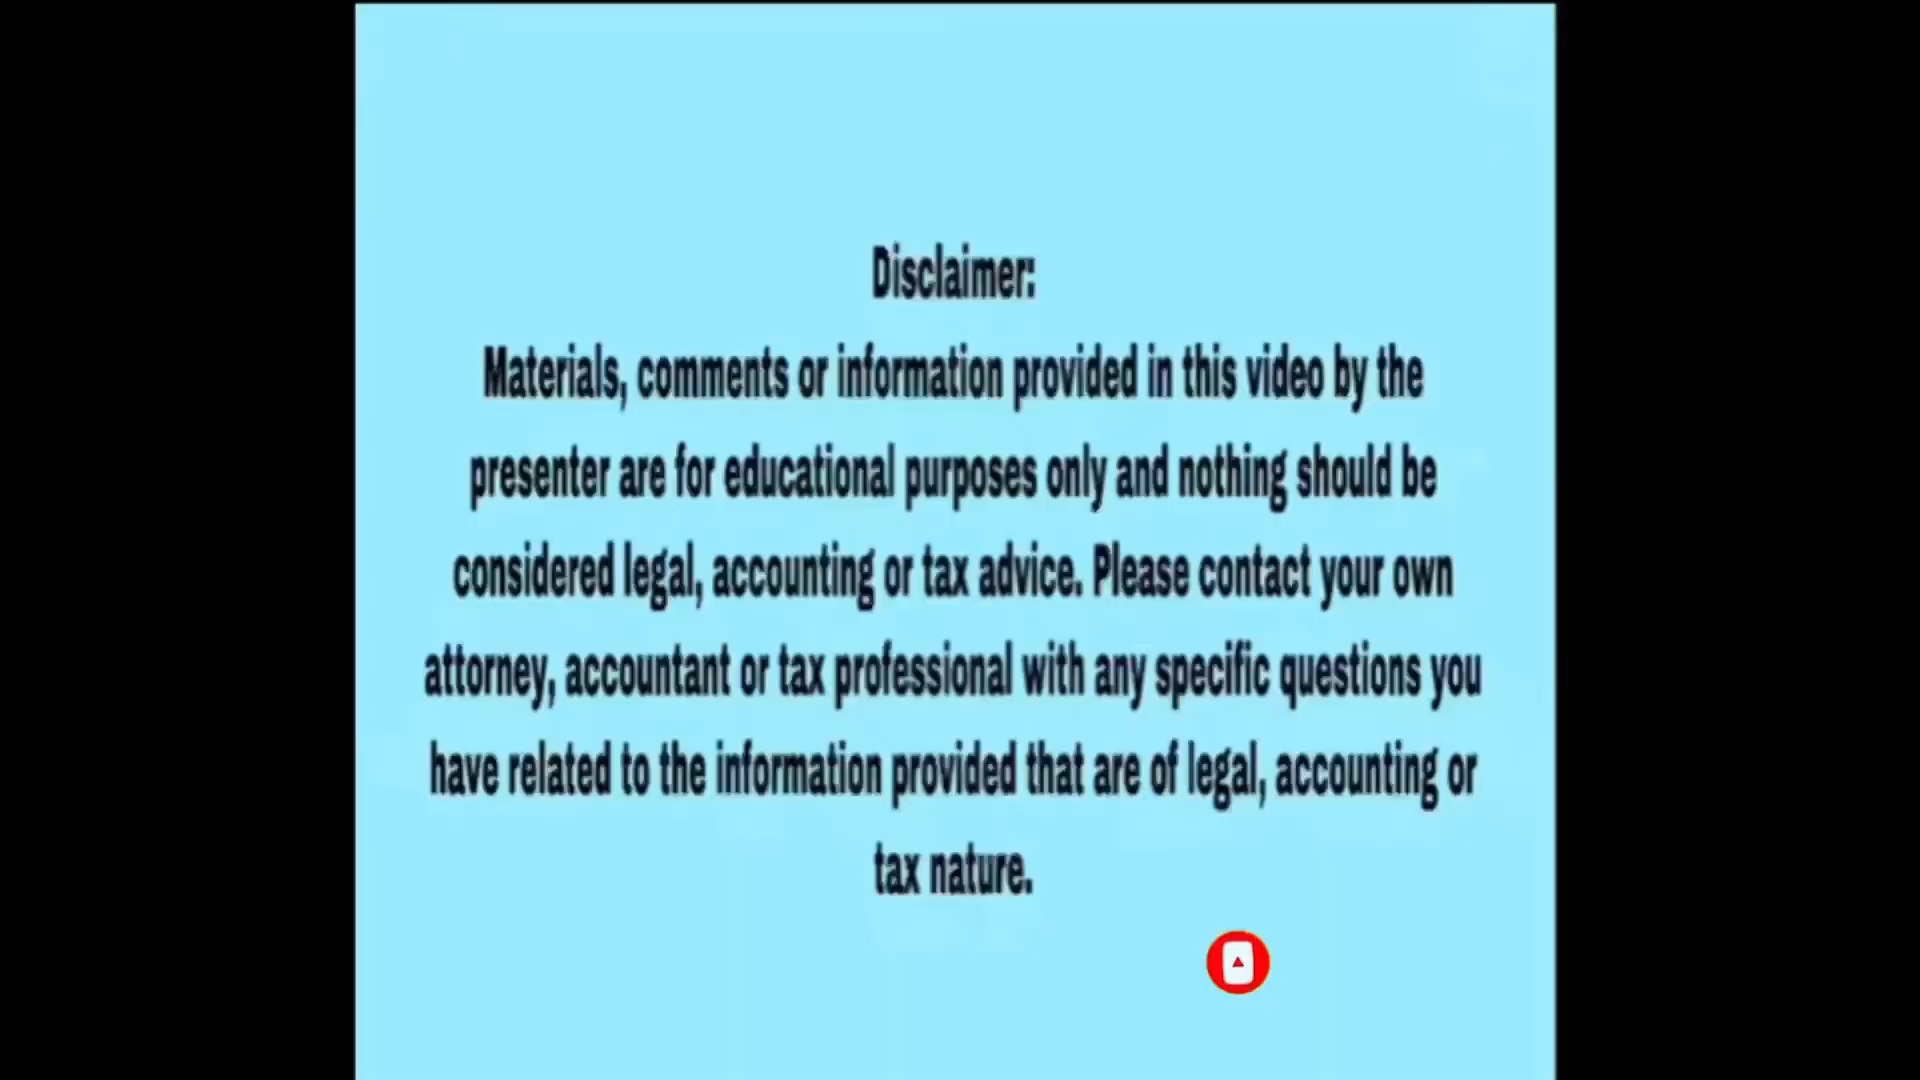 Disclaimer:
Materials, comments or information provided in this video by the
presenter are for educational purposes only and nothing should be
considered legal, accounting or tax advice. Please contact your own
attorney, accountant or tax professional with any specific questions you
have related to the information provided that are of legal, accounting or
tax nature.